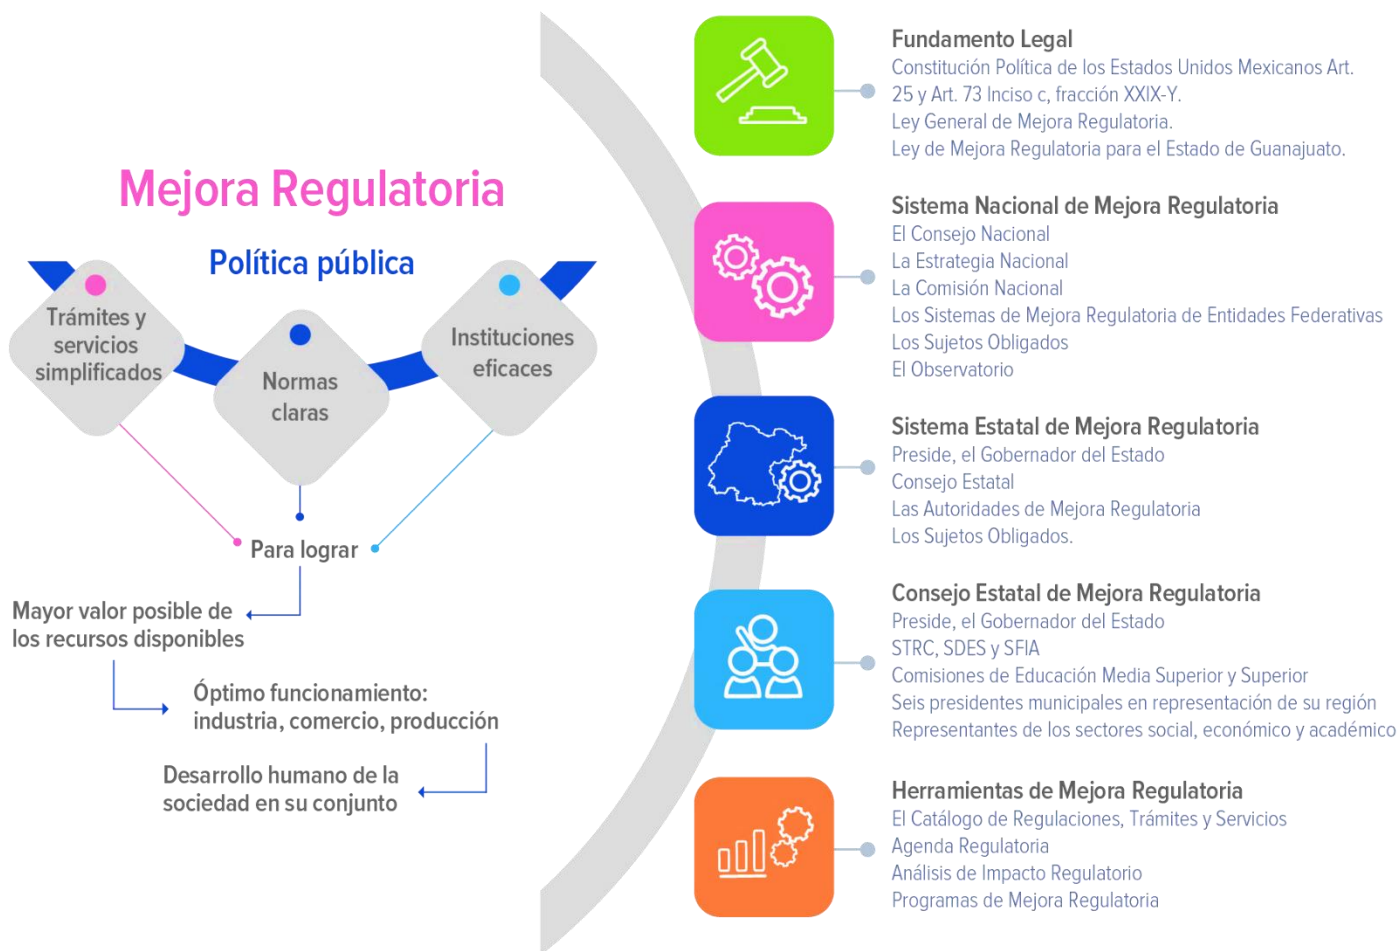 Mejora Regulatoria
Política pública
Trámites y
servicios
simplificados
Normas
claras
Instituciones
eficaces
Para lograr
Mayor valor posible de
los recursos disponibles
Óptimo funcionamiento:
industria, comercio, producción
Desarrollo humano de la
sociedad en su conjunto
Fundamento Legal
Constitución Política de los Estados Unidos Mexicanos Art.
25 y Art. 73 Inciso c, fracción XXIX-Y.
Ley General de Mejora Regulatoria.
Ley de Mejora Regulatoria para el Estado de Guanajuato.
Sistema Nacional de Mejora Regulatoria
El Consejo Nacional
La Estrategia Nacional
La Comisión Nacional
Los Sistemas de Mejora Regulatoria de Entidades Federativas
Los Sujetos Obligados
El Observatorio
Sistema Estatal de Mejora Regulatoria
Preside, el Gobernador del Estado
Consejo Estatal
Las Autoridades de Mejora Regulatoria
Los Sujetos Obligados.
Consejo Estatal de Mejora Regulatoria
Preside, el Gobernador del Estado
STRC, SDES y SFIA
Comisiones de Educación Media Superior y Superior
Seis presidentes municipales en representación de su región
Representantes de los sectores social, económico y académico
Herramientas de Mejora Regulatoria
El Catálogo de Regulaciones, Trámites y Servicios
Agenda Regulatoria
Análisis de Impacto Regulatorio
Programas de Mejora Regulatoria